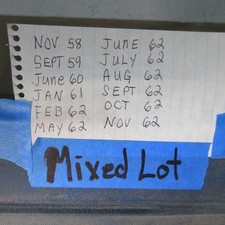 NOV 58 JUNE 62
SEPT 59 JULY 62
June 60 AUG 62
JAN 61 SEPT 62
FEB 62 OCT 62
MAY 62 NOV 62
Mixed Lot